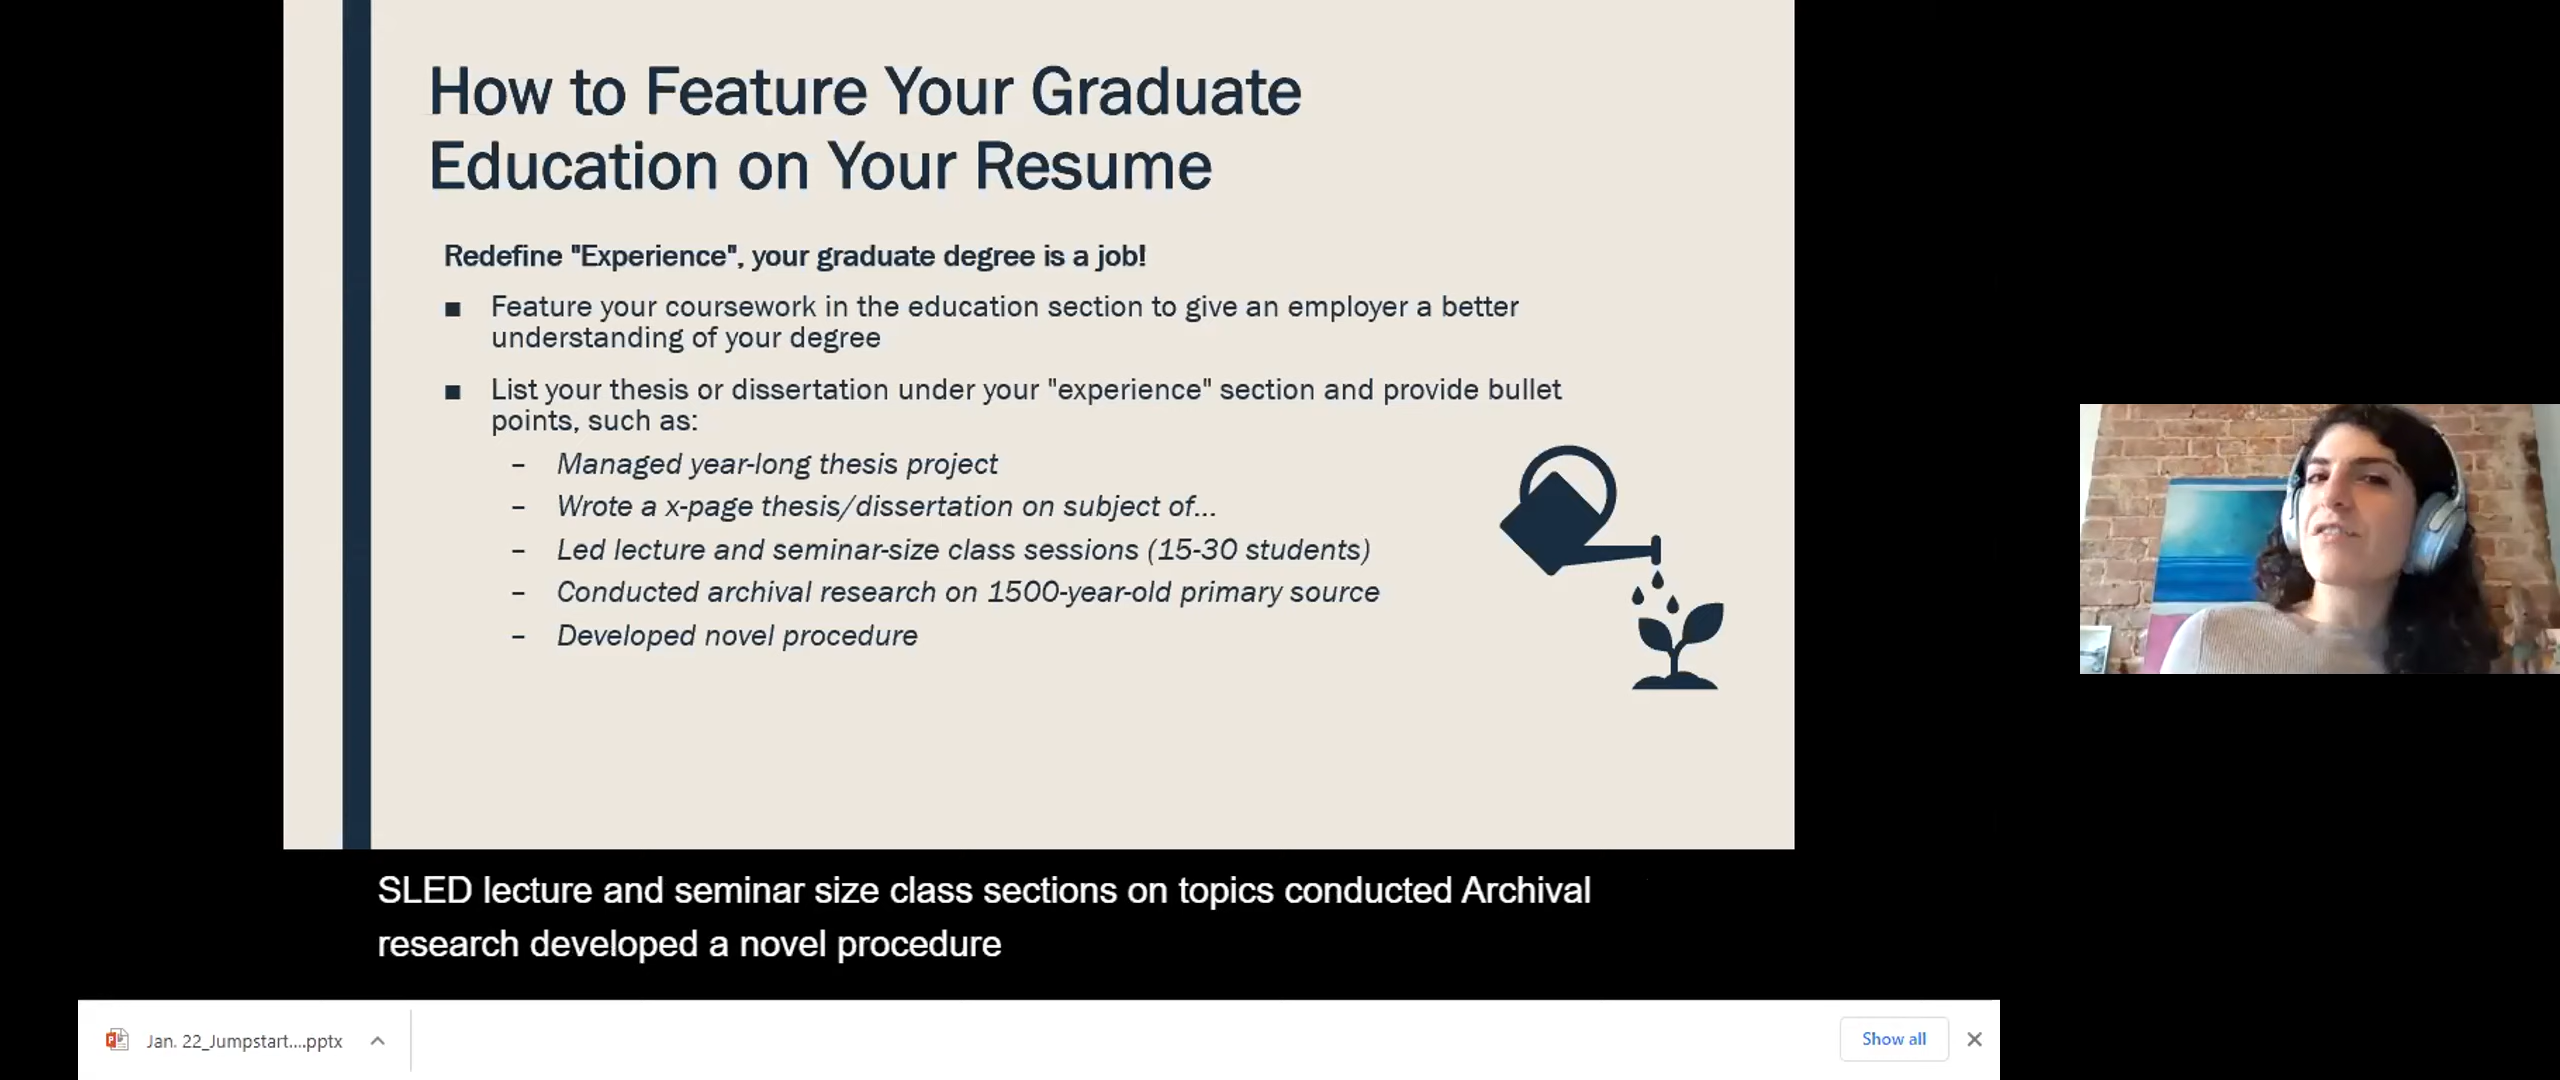 How to Feature Your Graduate
Education on Your Resume
Redefine "Experience", your graduate degree is a job!
■ Feature your coursework in the education section to give an employer a better
understanding of your degree
■ List your thesis or dissertation under your "experience" section and provide bullet
points, such as:
– Managed year-long thesis project
– Wrote a x-page thesis/dissertation on subject of...
– Led lecture and seminar-size class sessions (15-30 students)
– Conducted archival research on 1500-year-old primary source
– Developed novel procedure
SLED lecture and seminar size class sections on topics conducted Archival
research developed a novel procedure
Jan. 22_Jumpstart....pptx
Show all